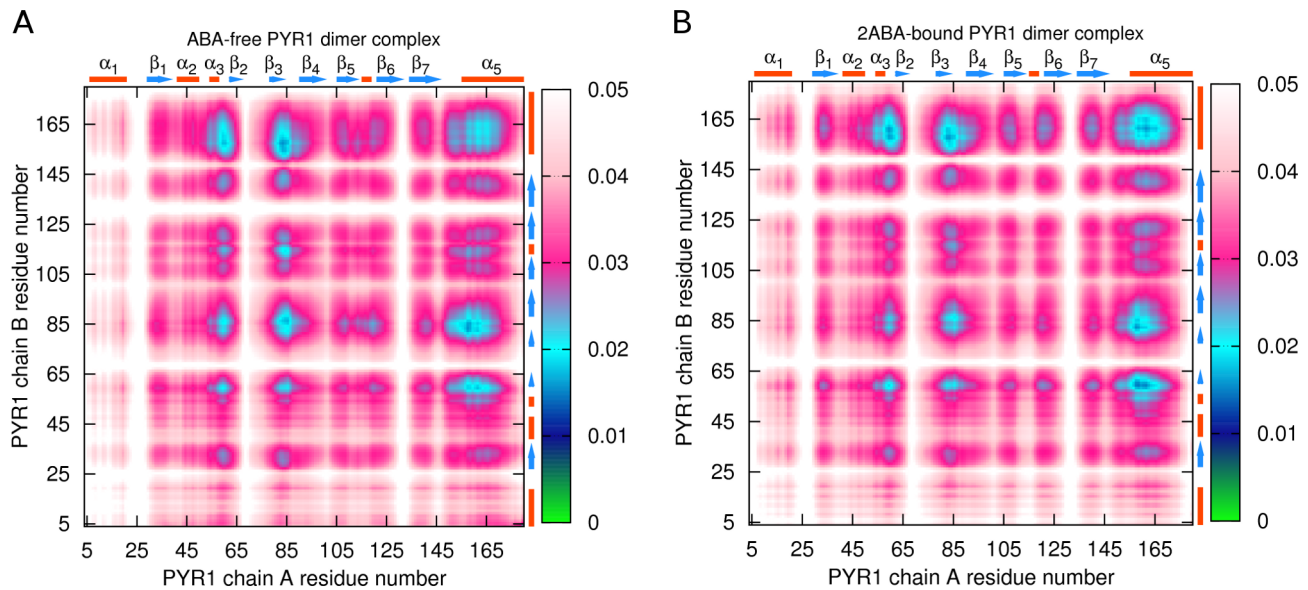 A
ABA-free PYR1 dimer complex
α1 β1 α2 α3 β2 β3 β4 β5 β6 β7 α5
165
145
125
105
85
65
45
25
5
PYR1 chain B residue number
5 25 45 65 85 105 125 145 165
PYR1 chain A residue number
0.05
0.04
0.03
0.02
0.01
0
B
2ABA-bound PYR1 dimer complex
α1 β1 α2 α3 β2 β3 β4 β5 β6 β7 α5
165
145
125
105
85
65
45
25
5
PYR1 chain B residue number
5 25 45 65 85 105 125 145 165
PYR1 chain A residue number
0.05
0.04
0.03
0.02
0.01
0